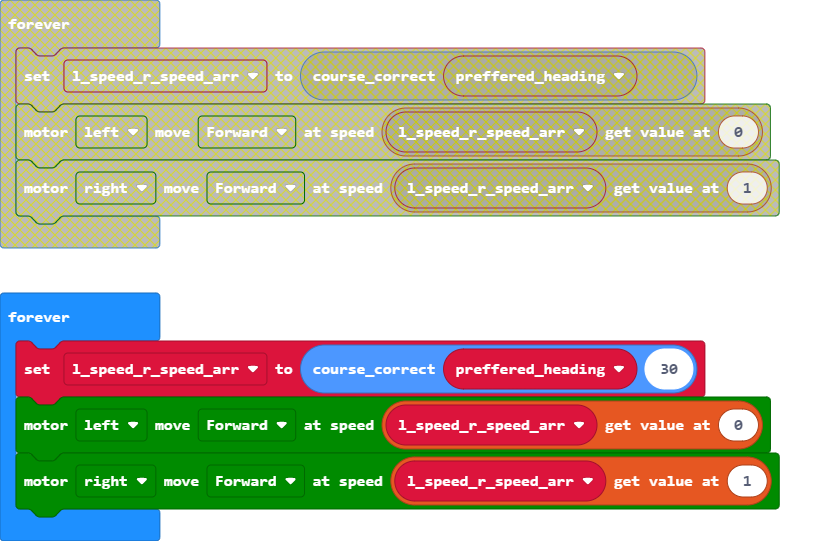 forever
set l_speed_r_speed_arr to course_correct preffered_heading
motor left move Forward at speed l_speed_r_speed_arr get value at 0
motor right move Forward at speed l_speed_r_speed_arr get value at 1
forever
set l_speed_r_speed_arr to course_correct preffered_heading 30
motor left move Forward at speed l_speed_r_speed_arr get value at 0
motor right move Forward at speed l_speed_r_speed_arr get value at 1